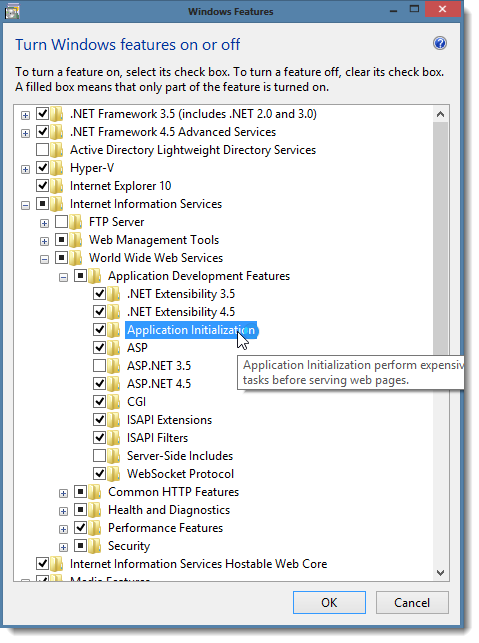 Windows Features
Turn Windows features on or off
To turn a feature on, select its check box. To turn a feature off, clear its check box.
A filled box means that only part of the feature is turned on.
.NET Framework 3.5 (includes .NET 2.0 and 3.0)
.NET Framework 4.5 Advanced Services
Active Directory Lightweight Directory Services
Hyper-V
Internet Explorer 10
Internet Information Services
FTP Server
Web Management Tools
World Wide Web Services
Application Development Features
.NET Extensibility 3.5
.NET Extensibility 4.5
Application Initialization
ASP
ASP.NET 3.5
ASP.NET 4.5
Application Initialization perform expensiv
tasks before serving web pages.
CGI
ISAPI Extensions
ISAPI Filters
Server-Side Includes
WebSocket Protocol
Common HTTP Features
Health and Diagnostics
Performance Features
Security
Internet Information Services Hostable Web Core
Media Features
OK
Cancel